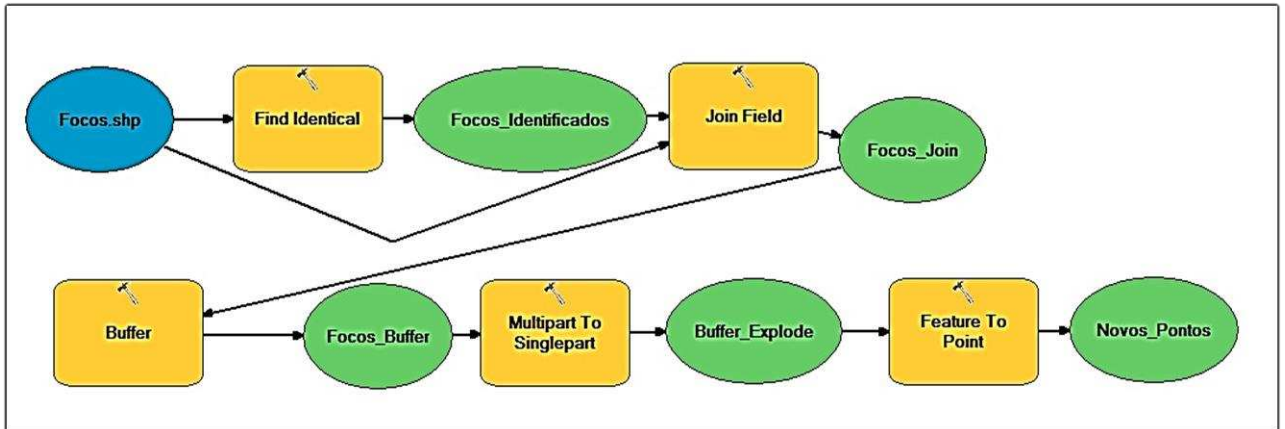 Focos.shp
Find Identical
Focos_Identificados
Join Field
Focos_Join
Buffer
Focos_Buffer
Multipart To
Singlepart
Buffer_Explode
Feature To
Point
Novos_Pontos